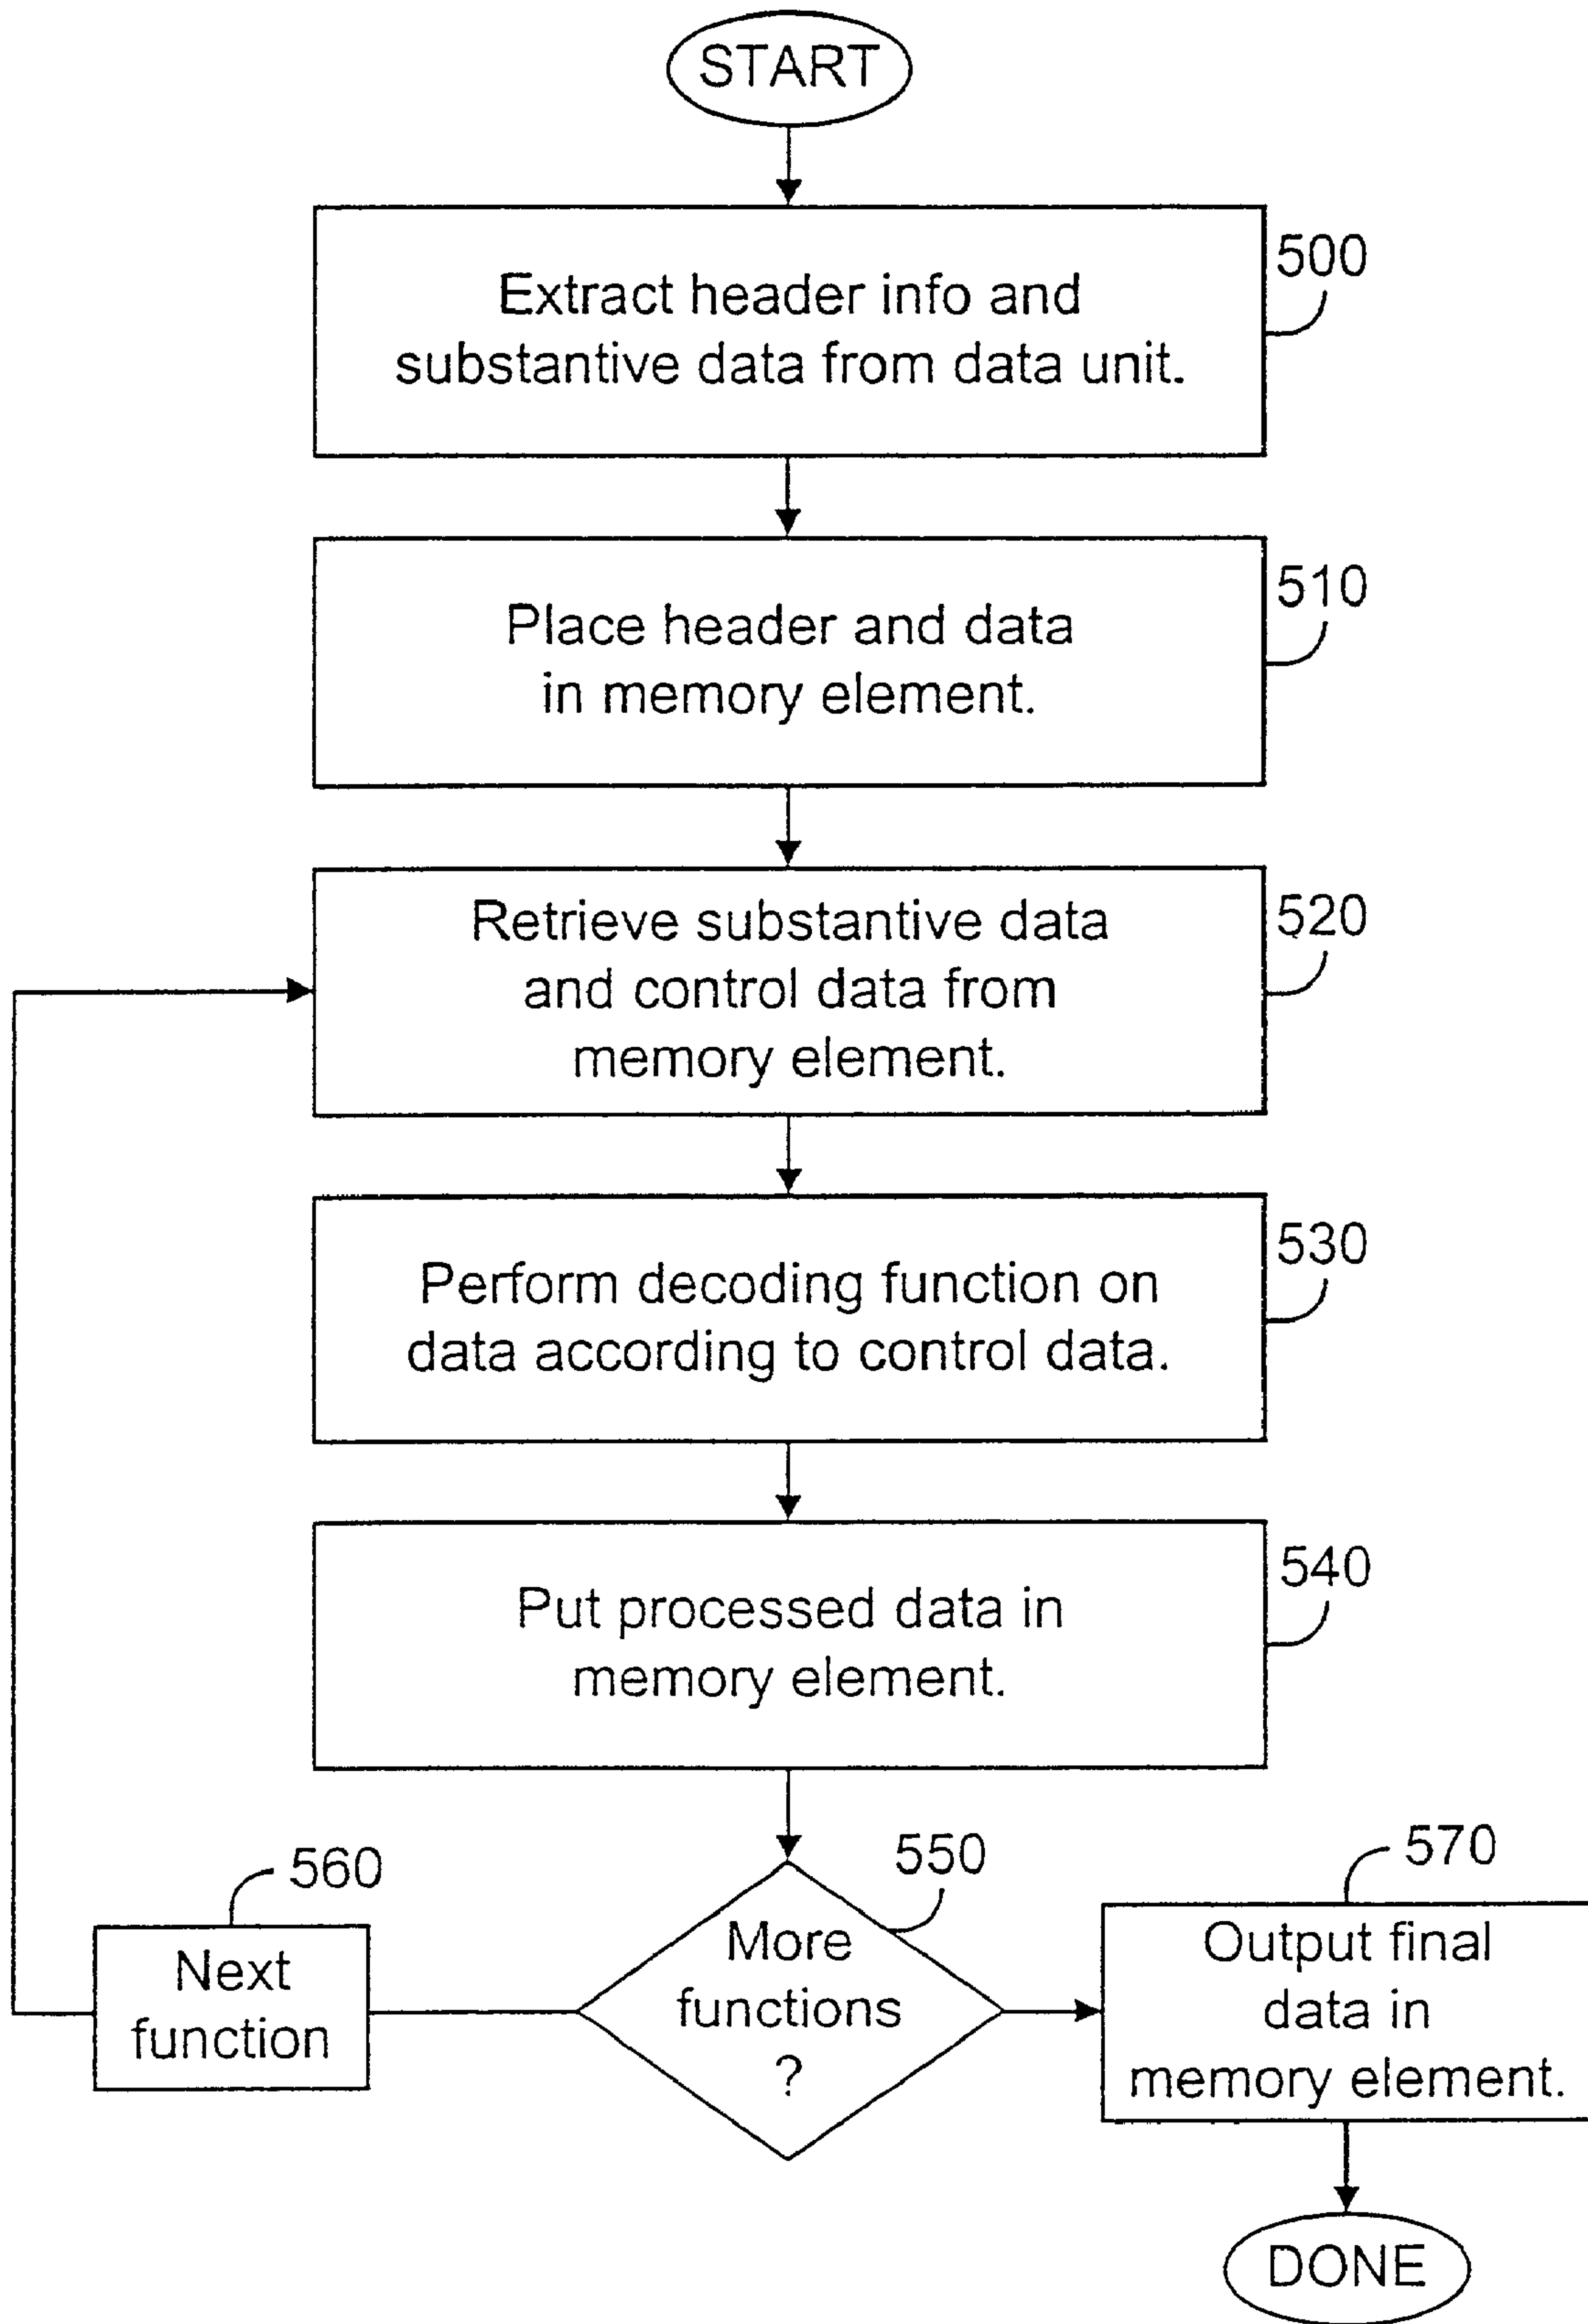 START
500
Extract header info and
substantive data from data unit.
510
Place header and data
in memory element.
520
Retrieve substantive data
and control data from
memory element.
530
Perform decoding function on
data according to control data.
540
Put processed data in
memory element.
550
More
functions
?
560
Next
function
570
Output final
data in
memory element.
DONE